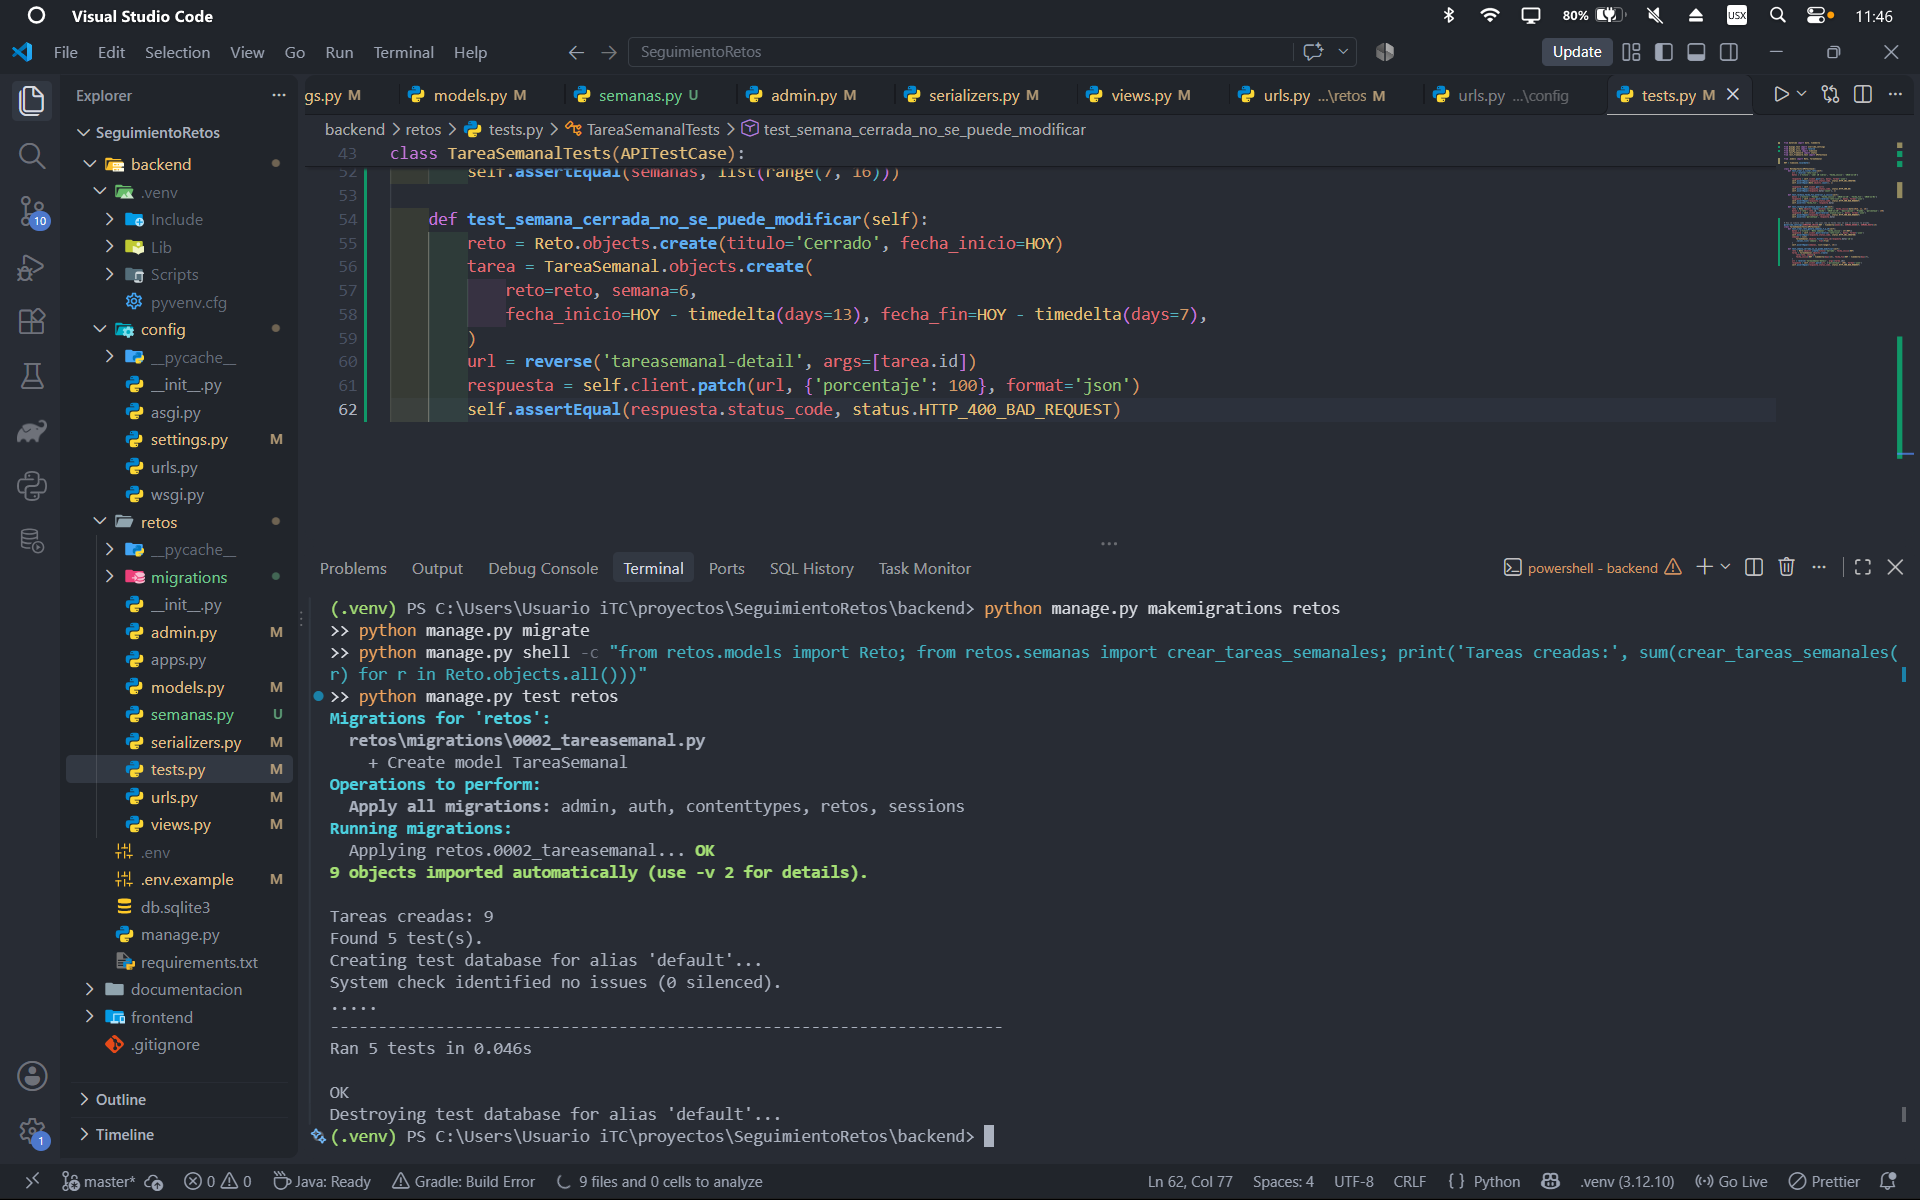 Visual Studio Code
80%
USX
11:46
File Edit Selection View Go Run Terminal Help
SeguimientoRetos
Update
Explorer
gs.py M
models.py M
semanas.py U
admin.py M
serializers.py M
views.py M
urls.py ...\retos M
urls.py ...\config
tests.py M
backend > retos > tests.py > TareaSemanalTests > test_semana_cerrada_no_se_puede_modificar
43 class TareaSemanalTests(APITestCase):
52 self.assertEqual(semanas, list(range(7, 16)))
53
54 def test_semana_cerrada_no_se_puede_modificar(self):
55 reto = Reto.objects.create(titulo='Cerrado', fecha_inicio=HOY)
56 tarea = TareaSemanal.objects.create(
57 reto=reto, semana=6,
58 fecha_inicio=HOY - timedelta(days=13), fecha_fin=HOY - timedelta(days=7),
59 )
60 url = reverse('tareasemanal-detail', args=[tarea.id])
61 respuesta = self.client.patch(url, {'porcentaje': 100}, format='json')
62 self.assertEqual(respuesta.status_code, status.HTTP_400_BAD_REQUEST)
SeguimientoRetos
backend
.venv
Include
Lib
Scripts
pyvenv.cfg
config
__pycache__
__init__.py
asgi.py
settings.py M
urls.py
wsgi.py
retos
__pycache__
migrations
__init__.py
admin.py M
apps.py
models.py M
semanas.py U
serializers.py M
tests.py M
urls.py M
views.py M
.env
.env.example M
db.sqlite3
manage.py
requirements.txt
documentacion
frontend
.gitignore
Outline
Timeline
10
1
Problems Output Debug Console Terminal Ports SQL History Task Monitor
powershell - backend
(.venv) PS C:\Users\Usuario iTC\proyectos\SeguimientoRetos\backend> python manage.py makemigrations retos
>> python manage.py migrate
>> python manage.py shell -c "from retos.models import Reto; from retos.semanas import crear_tareas_semanales; print('Tareas creadas:', sum(crear_tareas_semanales(
r) for r in Reto.objects.all()))"
>> python manage.py test retos
Migrations for 'retos':
retos\migrations\0002_tareasemanal.py
+ Create model TareaSemanal
Operations to perform:
Apply all migrations: admin, auth, contenttypes, retos, sessions
Running migrations:
Applying retos.0002_tareasemanal... OK
9 objects imported automatically (use -v 2 for details).
Tareas creadas: 9
Found 5 test(s).
Creating test database for alias 'default'...
System check identified no issues (0 silenced).
.....
----------------------------------------------------------------------
Ran 5 tests in 0.046s
OK
Destroying test database for alias 'default'...
(.venv) PS C:\Users\Usuario iTC\proyectos\SeguimientoRetos\backend>
master* 0 0 Java: Ready Gradle: Build Error 9 files and 0 cells to analyze
Ln 62, Col 77 Spaces: 4 UTF-8 CRLF { } Python .venv (3.12.10) Go Live Prettier